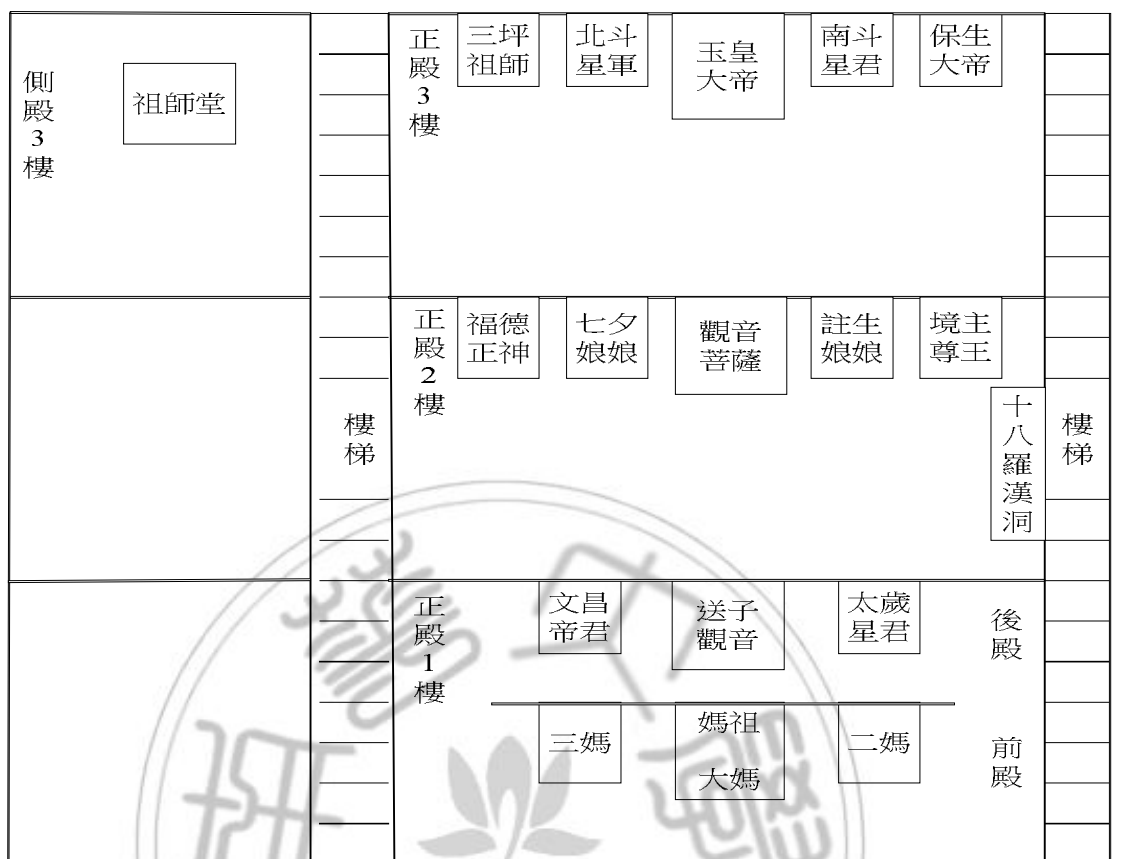 側殿3樓
祖師堂
正殿3樓
三坪
祖師
北斗
星軍
玉皇
大帝
南斗
星君
保生
大帝
正殿2樓
福德
正神
七夕
娘娘
觀音
菩薩
註生
娘娘
境主
尊王
十八羅漢洞
樓梯
樓梯
正殿1樓
文昌
帝君
送子
觀音
太歲
星君
後殿
三媽
媽祖
大媽
二媽
前殿